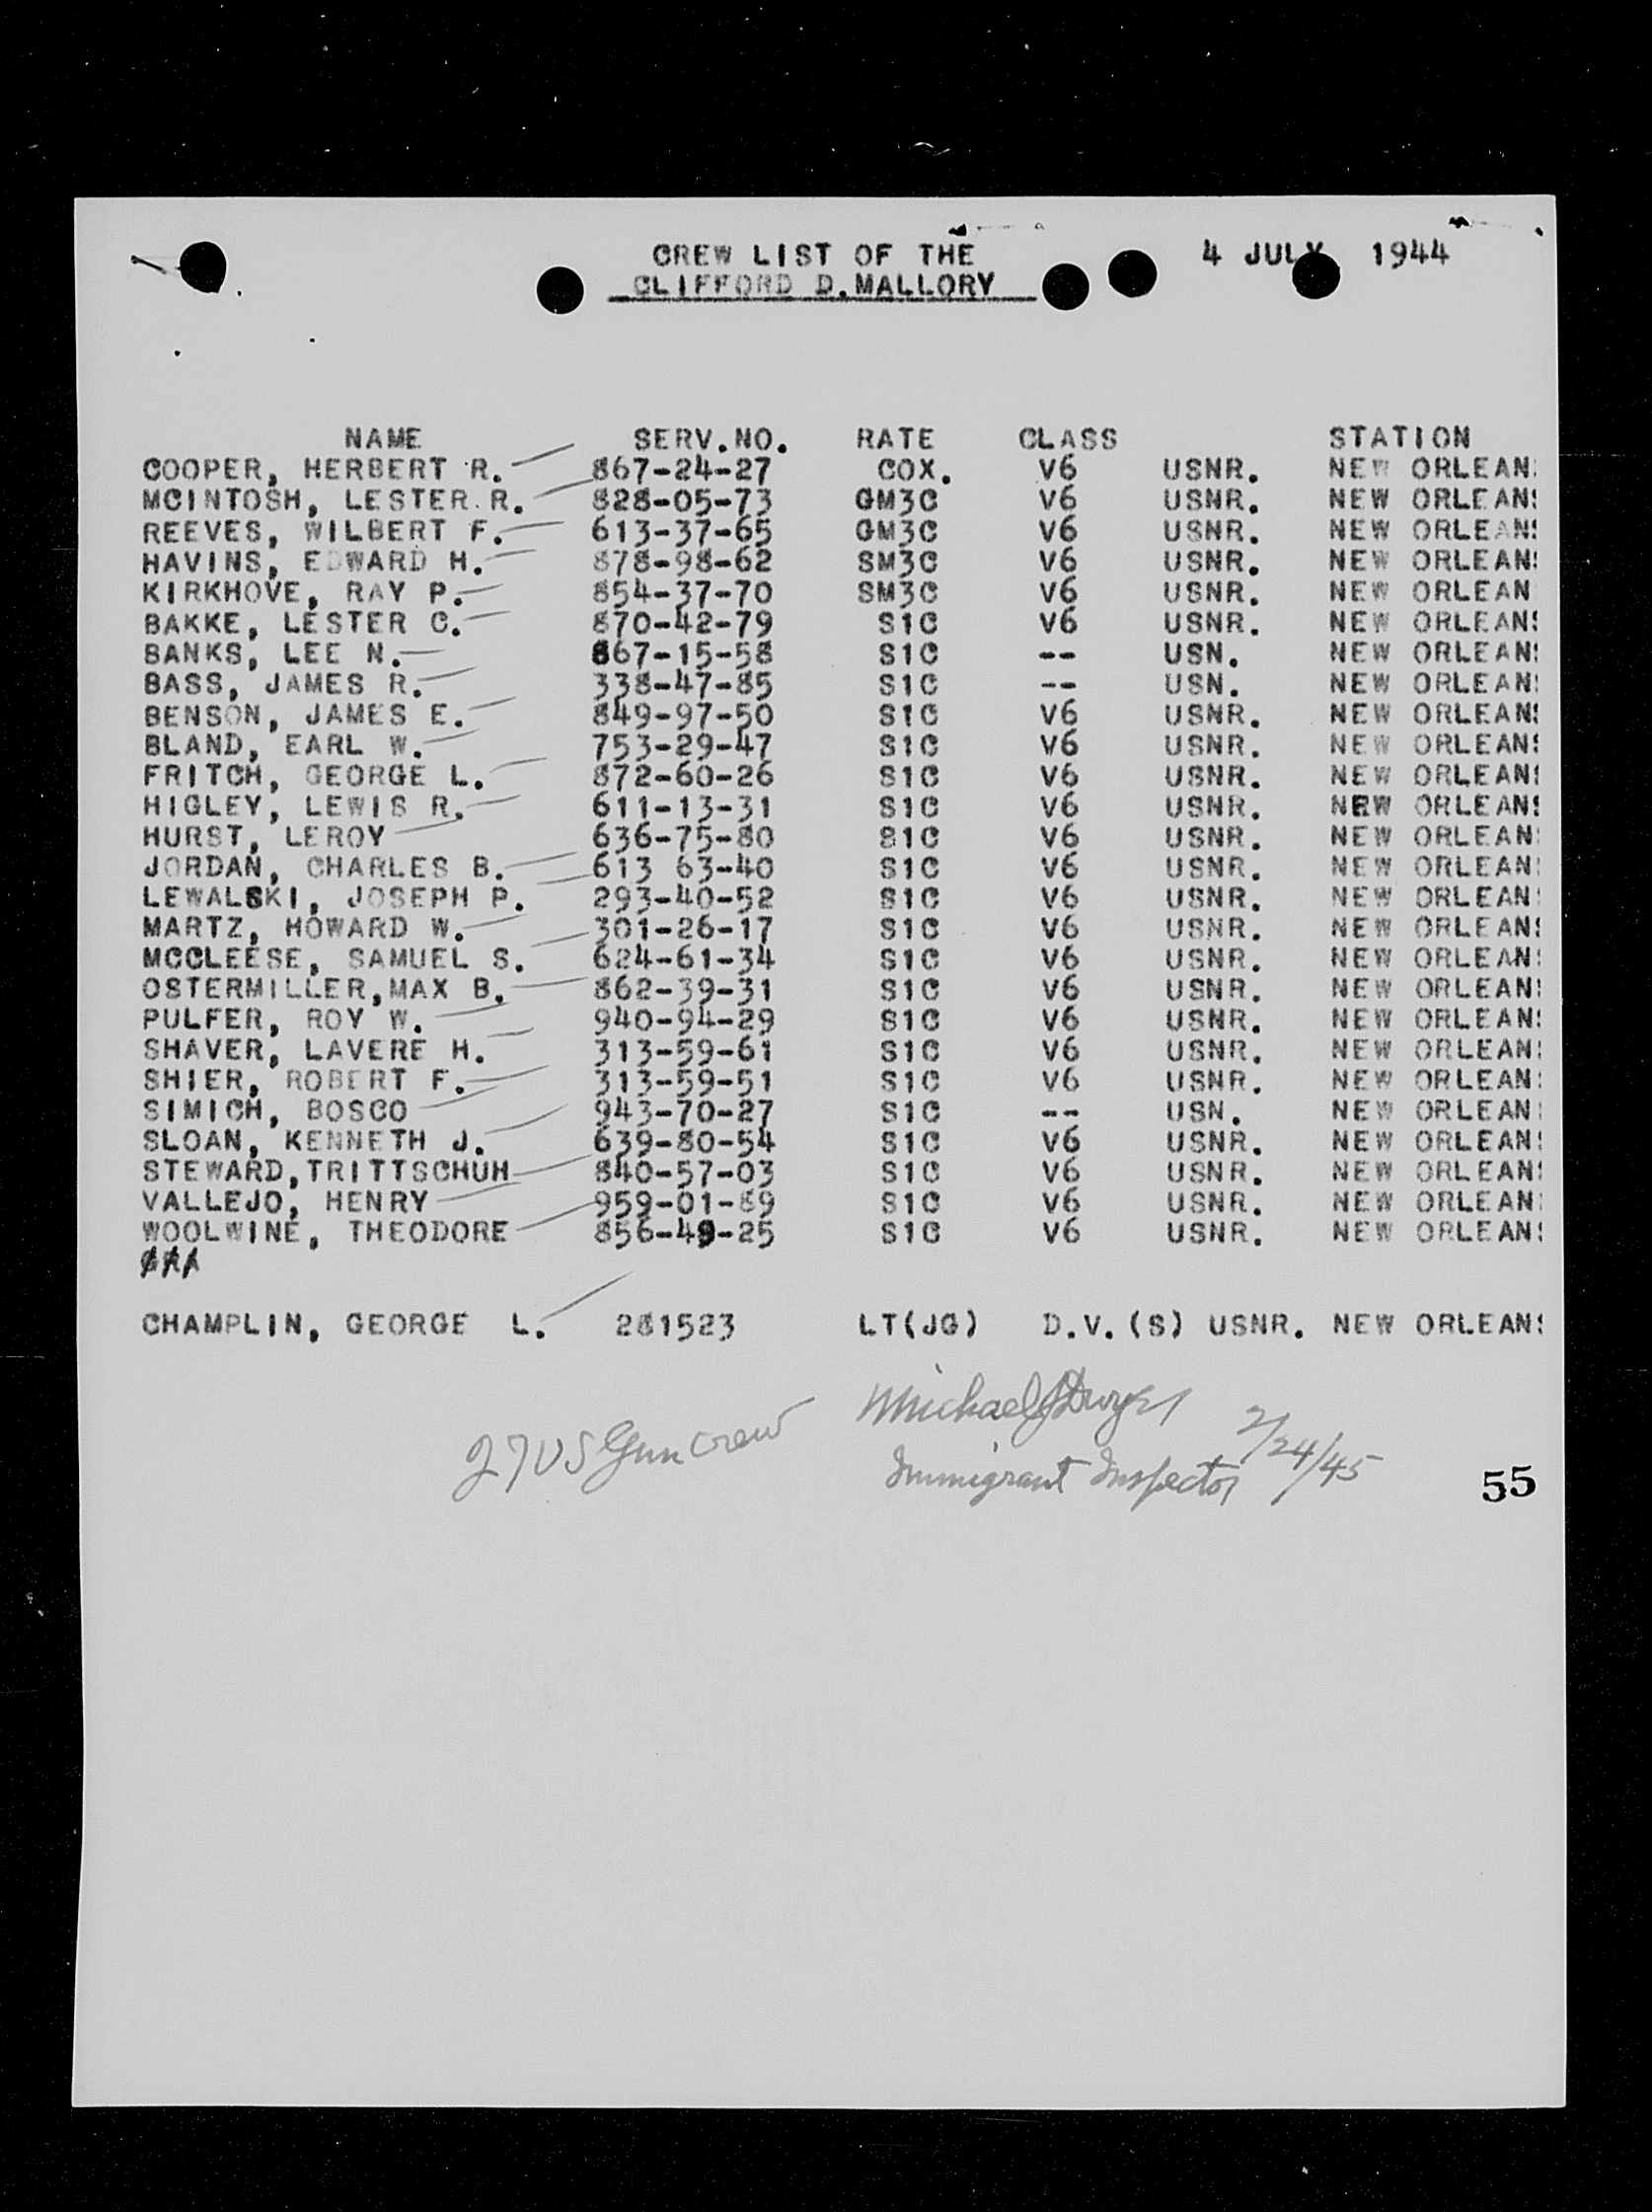 CREW LIST OF THE 4 JULY 1944
CLIFFORD D.MALLORY
NAME SERV.NO. RATE CLASS STATION
COOPER, HERBERT R. 867-24-27 COX. V6 USNR. NEW ORLEAN
MCINTOSH, LESTER R. 828-05-73 GM3C V6 USNR. NEW ORLEANS
REEVES, WILBERT F. 613-37-65 GM3C V6 USNR. NEW ORLEANS
HAVINS, EDWARD H. 878-98-62 SM3C V6 USNR. NEW ORLEANS
KIRKHOVE, RAY P. 854-37-70 SM3C V6 USNR. NEW ORLEAN
BAKKE, LESTER C. 870-42-79 S1C V6 USNR. NEW ORLEANS
BANKS, LEE N. 867-15-58 S1C -- USN. NEW ORLEANS
BASS, JAMES R. 338-47-85 S1C -- USN. NEW ORLEANS
BENSON, JAMES E. 849-97-50 S1C V6 USNR. NEW ORLEANS
BLAND, EARL W. 753-29-47 S1C V6 USNR. NEW ORLEANS
FRITCH, GEORGE L. 872-60-26 S1C V6 USNR. NEW ORLEANS
HIGLEY, LEWIS R. 611-13-31 S1C V6 USNR. NRW ORLEANS
HURST, LEROY 636-75-80 S1C V6 USNR. NEW ORLEANS
JORDAN, CHARLES B. 613 63-40 S1C V6 USNR. NEW ORLEANS
LEWALSKI, JOSEPH P. 293-40-52 S1C V6 USNR. NEW ORLEANS
MARTZ, HOWARD W. 301-26-17 S1C V6 USNR. NEW ORLEANS
MCCLEESE, SAMUEL S. 624-61-34 S1C V6 USNR. NEW ORLEANS
OSTERMILLER,MAX B. 862-39-31 S1C V6 USNR. NEW ORLEANS
PULFER, ROY W. 940-94-29 S1C V6 USNR. NEW ORLEANS
SHAVER, LAVERE H. 313-59-61 S1C V6 USNR. NEW ORLEANS
SHIER, ROBERT F. 313-59-51 S1C V6 USNR. NEW ORLEANS
SIMICH, BOSCO 943-70-27 S1C -- USN. NEW ORLEANS
SLOAN, KENNETH J. 639-80-54 S1C V6 USNR. NEW ORLEANS
STEWARD,TRITTSCHUH 840-57-03 S1C V6 USNR. NEW ORLEANS
VALLEJO, HENRY 959-01-89 S1C V6 USNR. NEW ORLEANS
WOOLWINE, THEODORE 856-49-25 S1C V6 USNR. NEW ORLEANS
CHAMPLIN, GEORGE L. 281523 LT(JG) D.V.(S) USNR. NEW ORLEANS
27 US Gun Crew Michael J Dwyer
Immigrant Inspector 2/24/45
55